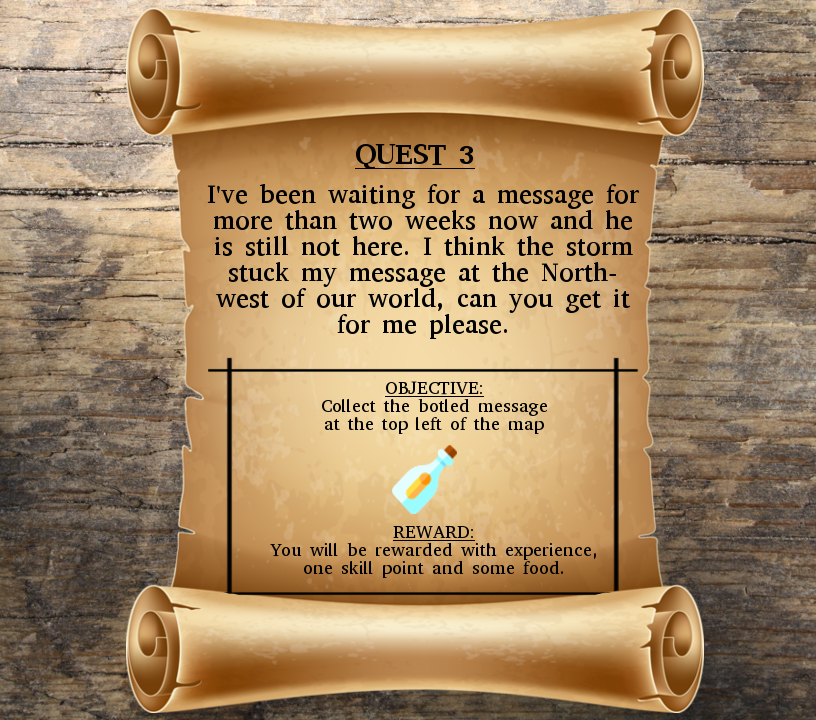 QUEST 3
I've been waiting for a message for
more than two weeks now and he
is still not here. I think the storm
stuck my message at the North-
west of our world, can you get it
for me please.
OBJECTIVE:
Collect the botled message
at the top left of the map
REWARD:
You will be rewarded with experience,
one skill point and some food.